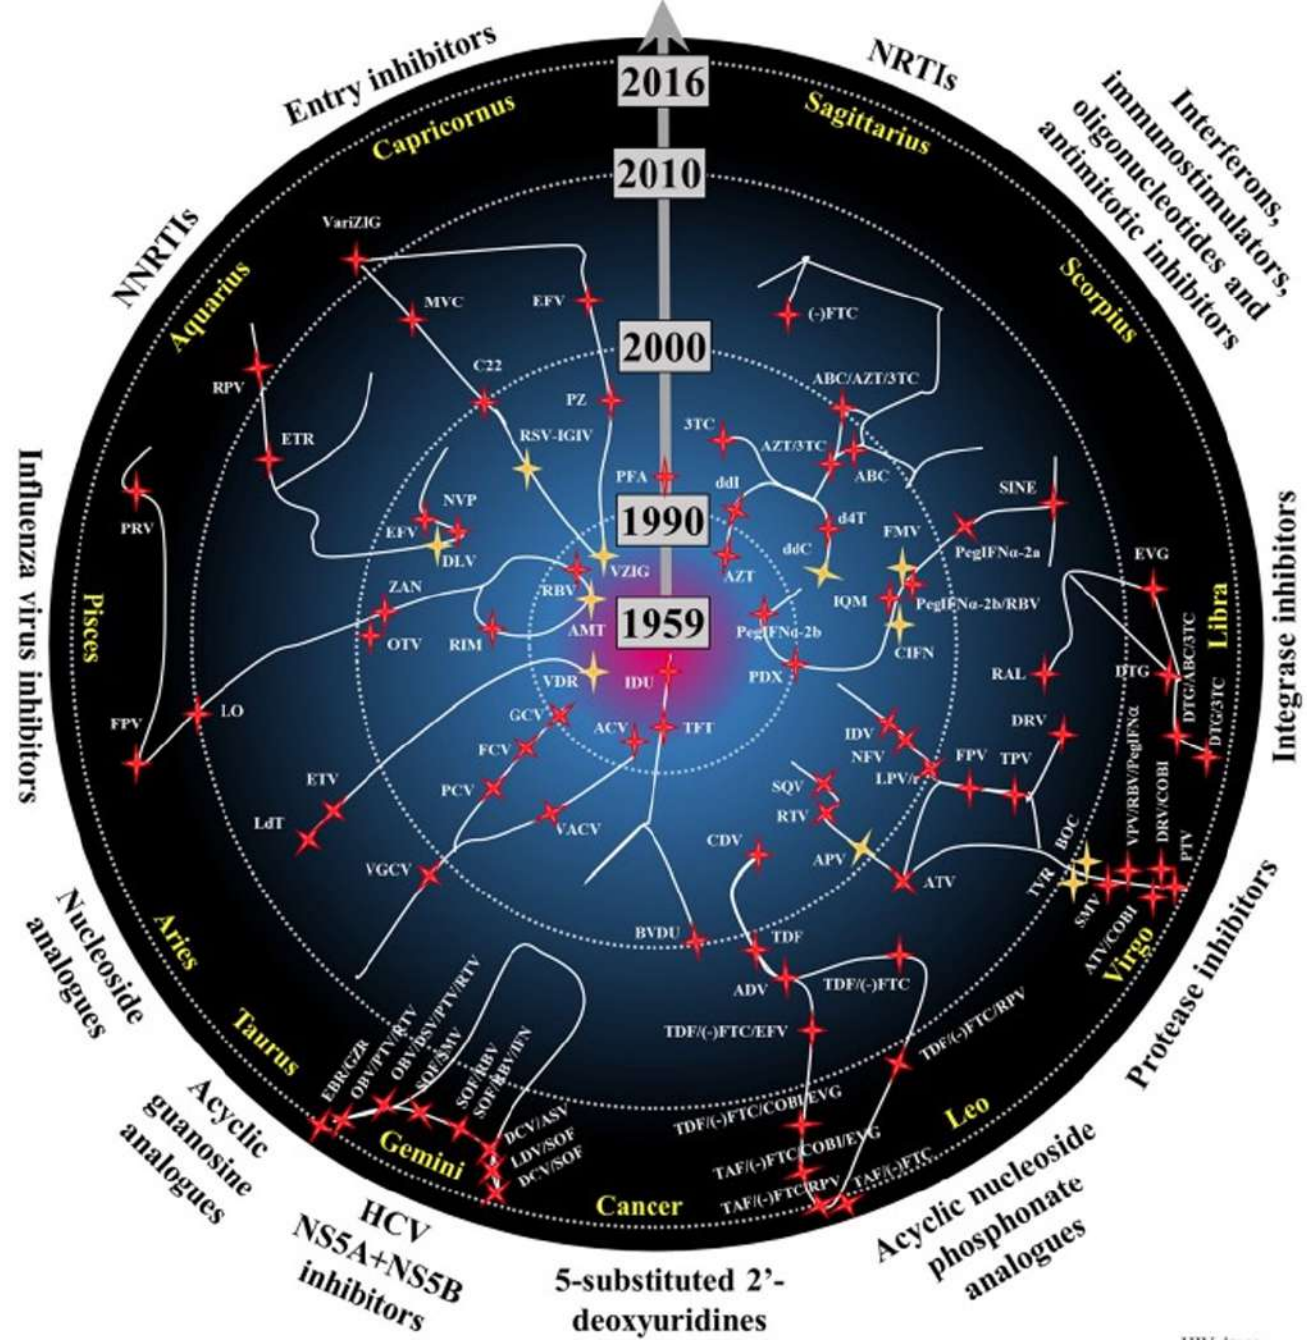 2016
2010
2000
1990
1959
Entry inhibitors
Capricornus
NRTIs
Sagittarius
Interferons,
immunostimulators,
oligonucleotides and
antimitotic inhibitors
Scorpius
Integrase inhibitors
Libra
Protease inhibitors
Virgo
Acyclic nucleoside
phosphonate
analogues
Leo
5-substituted 2’-
deoxyuridines
Cancer
HCV
NS5A+NS5B
inhibitors
Gemini
Acyclic
guanosine
analogues
Taurus
Nucleoside
analogues
Aries
Influenza virus inhibitors
Pisces
NNRTIs
Aquarius
VariZIG
MVC
EFV
C22
PZ
RSV-IGIV
PFA
VZIG
RPV
ETR
NVP
EFV
DLV
PRV
FPV
LO
ZAN
OTV
RIM
RBV
AMT
VDR
ETV
LdT
IDU
TFT
ACV
GCV
FCV
PCV
VACV
VGCV
BVDU
(-)FTC
ABC/AZT/3TC
3TC
AZT/3TC
ABC
ddI
d4T
ddC
AZT
FMV
SINE
PegIFNα-2a
IQM
PegIFNα-2b/RBV
CIFN
PegIFNα-2b
PDX
EVG
RAL
DTG
DTG/ABC/3TC
DTG/3TC
IDV
NFV
LPV/r
FPV
TPV
DRV
SQV
RTV
APV
ATV
BOC
TVR
SMV
VPV/RBV/PegIFNα
DRV/COBI
PTV
ATV/COBI
CDV
TDF
ADV
TDF/(-)FTC
TDF/(-)FTC/EFV
TDF/(-)FTC/RPV
TDF/(-)FTC/COBI/EVG
TAF/(-)FTC/COBI/EVG
TAF/(-)FTC/RPV
TAF/(-)FTC
EBR/GZR
OBV/PTV/RTV
OBV/DSV/PTV/RTV
SOF/SMV
SOF/RBV
SOF/RBV/IFN
DCV/ASV
LDV/SOF
DCV/SOF